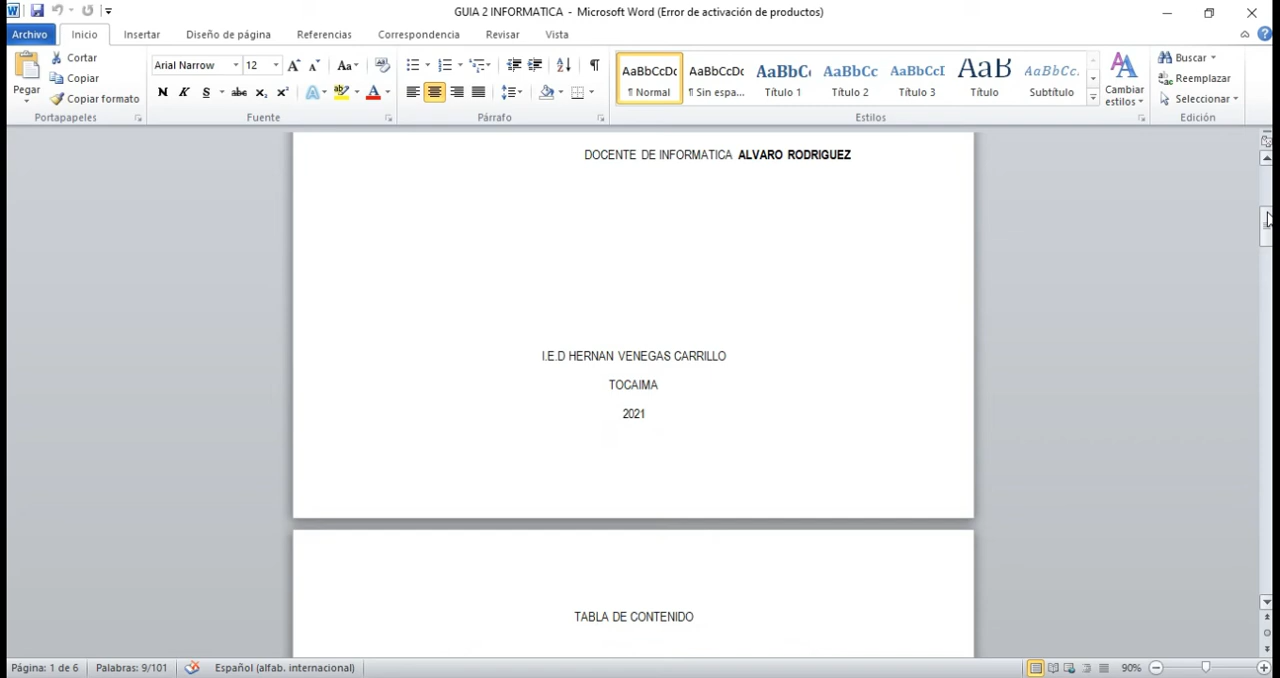 GUIA 2 INFORMATICA - Microsoft Word (Error de activación de productos)
Archivo Inicio Insertar Diseño de página Referencias Correspondencia Revisar Vista
Pegar
Cortar
Copiar
Copiar formato
Portapapeles
Arial Narrow 12
N K S abc x₂ x²
Aa
Fuente
Párrafo
AaBbCcDc AaBbCcDc AaBbC AaBbCc AaBbCcI AaB AaBbCc.
¶ Normal ¶ Sin espa... Título 1 Título 2 Título 3 Título Subtítulo
Cambiar estilos
Estilos
Buscar
Reemplazar
Seleccionar
Edición
DOCENTE DE INFORMATICA ALVARO RODRIGUEZ
I.E.D HERNAN VENEGAS CARRILLO
TOCAIMA
2021
TABLA DE CONTENIDO
Página: 1 de 6 Palabras: 9/101 Español (alfab. internacional) 90%